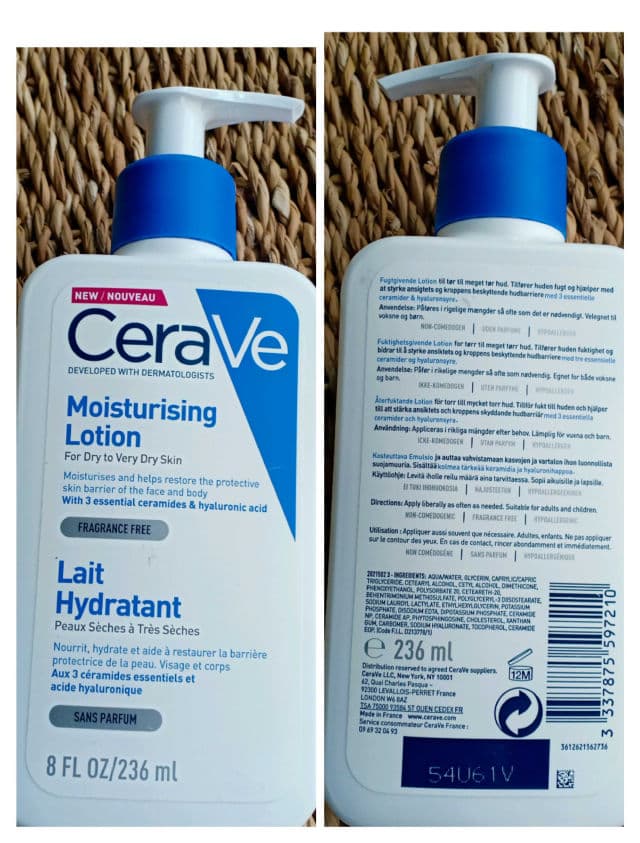 NEW / NOUVEAU
CeraVe
DEVELOPED WITH DERMATOLOGISTS
Moisturising
Lotion
For Dry to Very Dry Skin
Moisturises and helps restore the protective
skin barrier of the face and body
With 3 essential ceramides & hyaluronic acid
FRAGRANCE FREE
Lait
Hydratant
Peaux Sèches à Très Sèches
Nourrit, hydrate et aide à restaurer la barrière
protectrice de la peau. Visage et corps
Aux 3 céramides essentiels et
acide hyaluronique
SANS PARFUM
8 FL OZ/236 ml
Fugtgivende Lotion til tør til meget tør hud. Tilfører huden fugt og hjælper med
at styrke ansigtets og kroppens beskyttende hudbarriere med 3 essentielle
ceramider & hyaluronsyre.
Anvendelse: Påføres i rigelige mængder så ofte som det er nødvendigt. Velegnet til
voksne og børn.
NON-COMEDOGEN | UDEN PARFUME | HYPOALLERGEN
Fuktighetsgivende Lotion for tørr til meget tørr hud. Tilfører huden fuktighet og
bidrar til å styrke ansiktets og kroppens beskyttende hudbarriere med tre essensielle
ceramider og hyaluronsyre.
Anvendelse: Påfør i rikelige mengder så ofte som nødvendig. Egnet for både voksne
og barn.
IKKE-KOMEDOGEN | UTEN PARFYME | HYPOALLERGEN
Återfuktande Lotion för torr till mycket torr hud. Tillför fukt till huden och hjälper
till att stärka ansiktets och kroppens skyddande hudbarriär med 3 essentiella
ceramider och hyaluronsyra.
Användning: Appliceras i rikliga mängder efter behov. Lämplig för vuxna och barn.
ICKE-KOMEDOGEN | UTAN PARFYM | HYPOALLERGEN
Kosteuttava Emulsio ja auttaa vahvistamaan kasvojen ja vartalon ihon luonnollista
suojamuuria. Sisältää kolmea tärkeää keramidia ja hyaluronihappoa.
Käyttöohje: Levitä iholle reilu määrä aina tarvittaessa. Sopii aikuisille ja lapsille.
EI TUKI IHOHUOKOSIA | HAJUSTEETON | HYPOALLERGEENINEN
Directions: Apply liberally as often as needed. Suitable for adults and children.
NON-COMEDOGENIC | FRAGRANCE FREE | HYPOALLERGENIC
Utilisation : Appliquer aussi souvent que nécessaire. Adultes, enfants. Ne pas appliquer
sur le contour des yeux. En cas de contact, rincer abondamment et immédiatement.
NON COMÉDOGÈNE | SANS PARFUM | HYPOALLERGÉNIQUE
2021502 3 - INGREDIENTS: AQUA/WATER, GLYCERIN, CAPRYLIC/CAPRIC
TRIGLYCERIDE, CETEARYL ALCOHOL, CETYL ALCOHOL, DIMETHICONE,
PHENOXYETHANOL, POLYSORBATE 20, CETEARETH-20,
BEHENTRIMONIUM METHOSULFATE, POLYGLYCERYL-3 DIISOSTEARATE,
SODIUM LAUROYL LACTYLATE, ETHYLHEXYLGLYCERIN, POTASSIUM
PHOSPHATE, DISODIUM EDTA, DIPOTASSIUM PHOSPHATE, CERAMIDE
NP, CERAMIDE AP, PHYTOSPHINGOSINE, CHOLESTEROL, XANTHAN
GUM, CARBOMER, SODIUM HYALURONATE, TOCOPHEROL, CERAMIDE
EOP. (Code F.I.L. D213779/1)
e 236 ml
Distribution reserved to agreed CeraVe suppliers.
CeraVe LLC, New York, NY 10001
62, Quai Charles Pasqua -
92300 LEVALLOIS-PERRET France
LONDON W6 8AZ
TSA 75000 93584 ST OUEN CEDEX FR
Made in France www.cerave.com
Service consommateur CeraVe France :
09 69 32 04 93
12M
3 337875 597210
3612621562736
54U61V